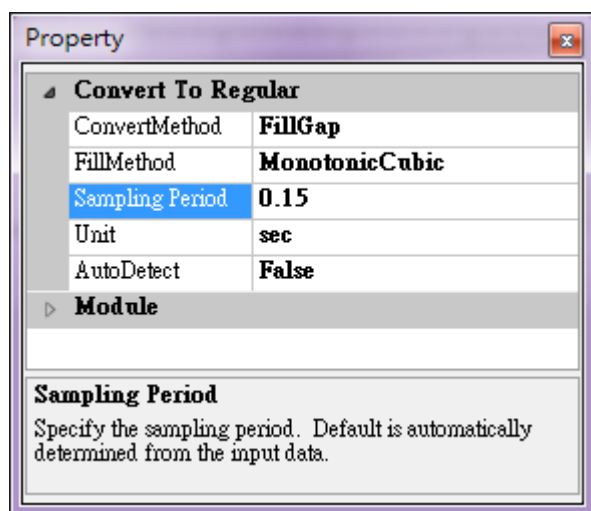 Property
Convert To Regular
ConvertMethod FillGap
FillMethod MonotonicCubic
Sampling Period 0.15
Unit sec
AutoDetect False
Module
Sampling Period
Specify the sampling period. Default is automatically
determined from the input data.